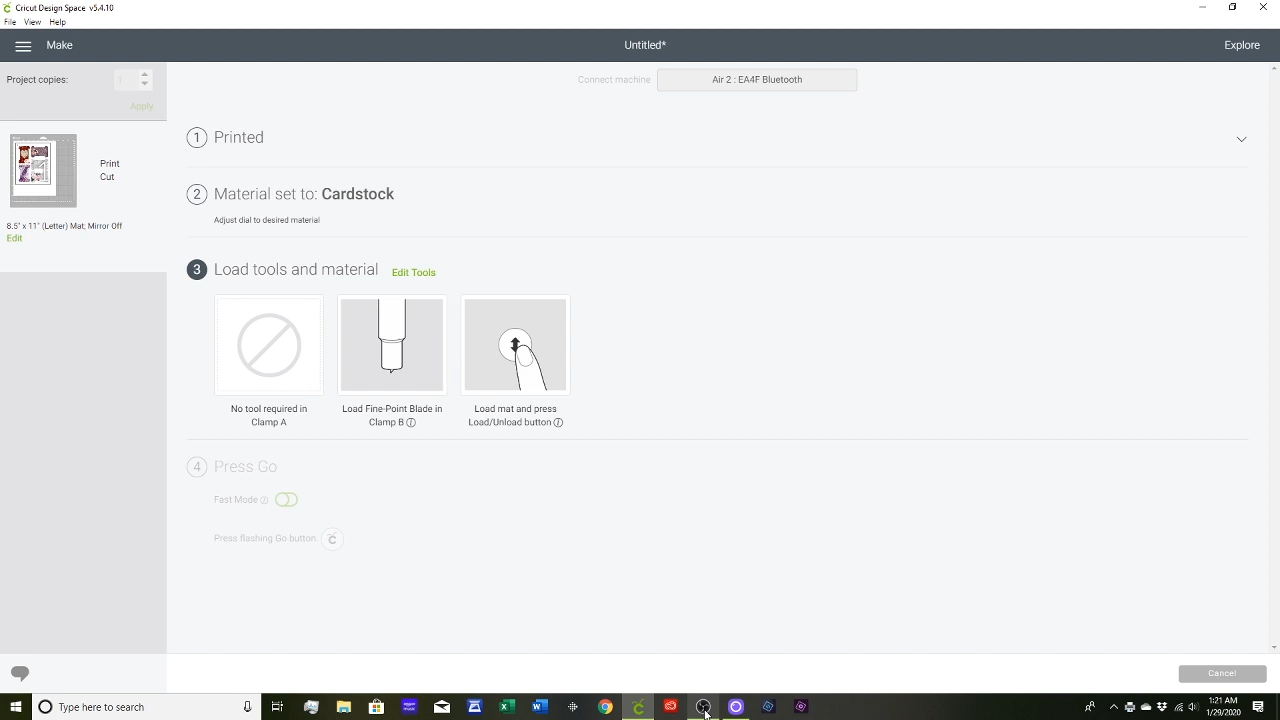 Cricut Design Space v5.4.10
File View Help
Make
Untitled*
Explore
Project copies:
1
Apply
Connect machine
Air 2 : EA4F Bluetooth
Print
Cut
8.5" x 11" (Letter) Mat; Mirror Off
Edit
1 Printed
2 Material set to: Cardstock
Adjust dial to desired material
3 Load tools and material Edit Tools
No tool required in
Clamp A
Load Fine-Point Blade in
Clamp B
Load mat and press
Load/Unload button
4 Press Go
Fast Mode
Press flashing Go button
Cancel
Type here to search
1:21 AM
1/29/2020